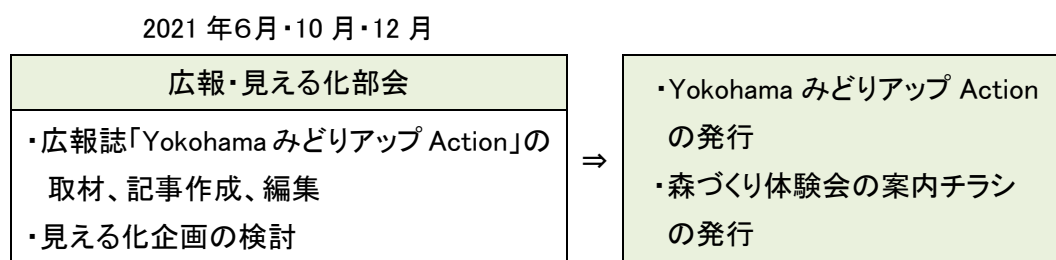 2021 年6月・10 月・12 月
広報・見える化部会
・広報誌「Yokohama みどりアップ Action」の
取材、記事作成、編集
・見える化企画の検討
⇒
・Yokohama みどりアップ Action
の発行
・森づくり体験会の案内チラシ
の発行